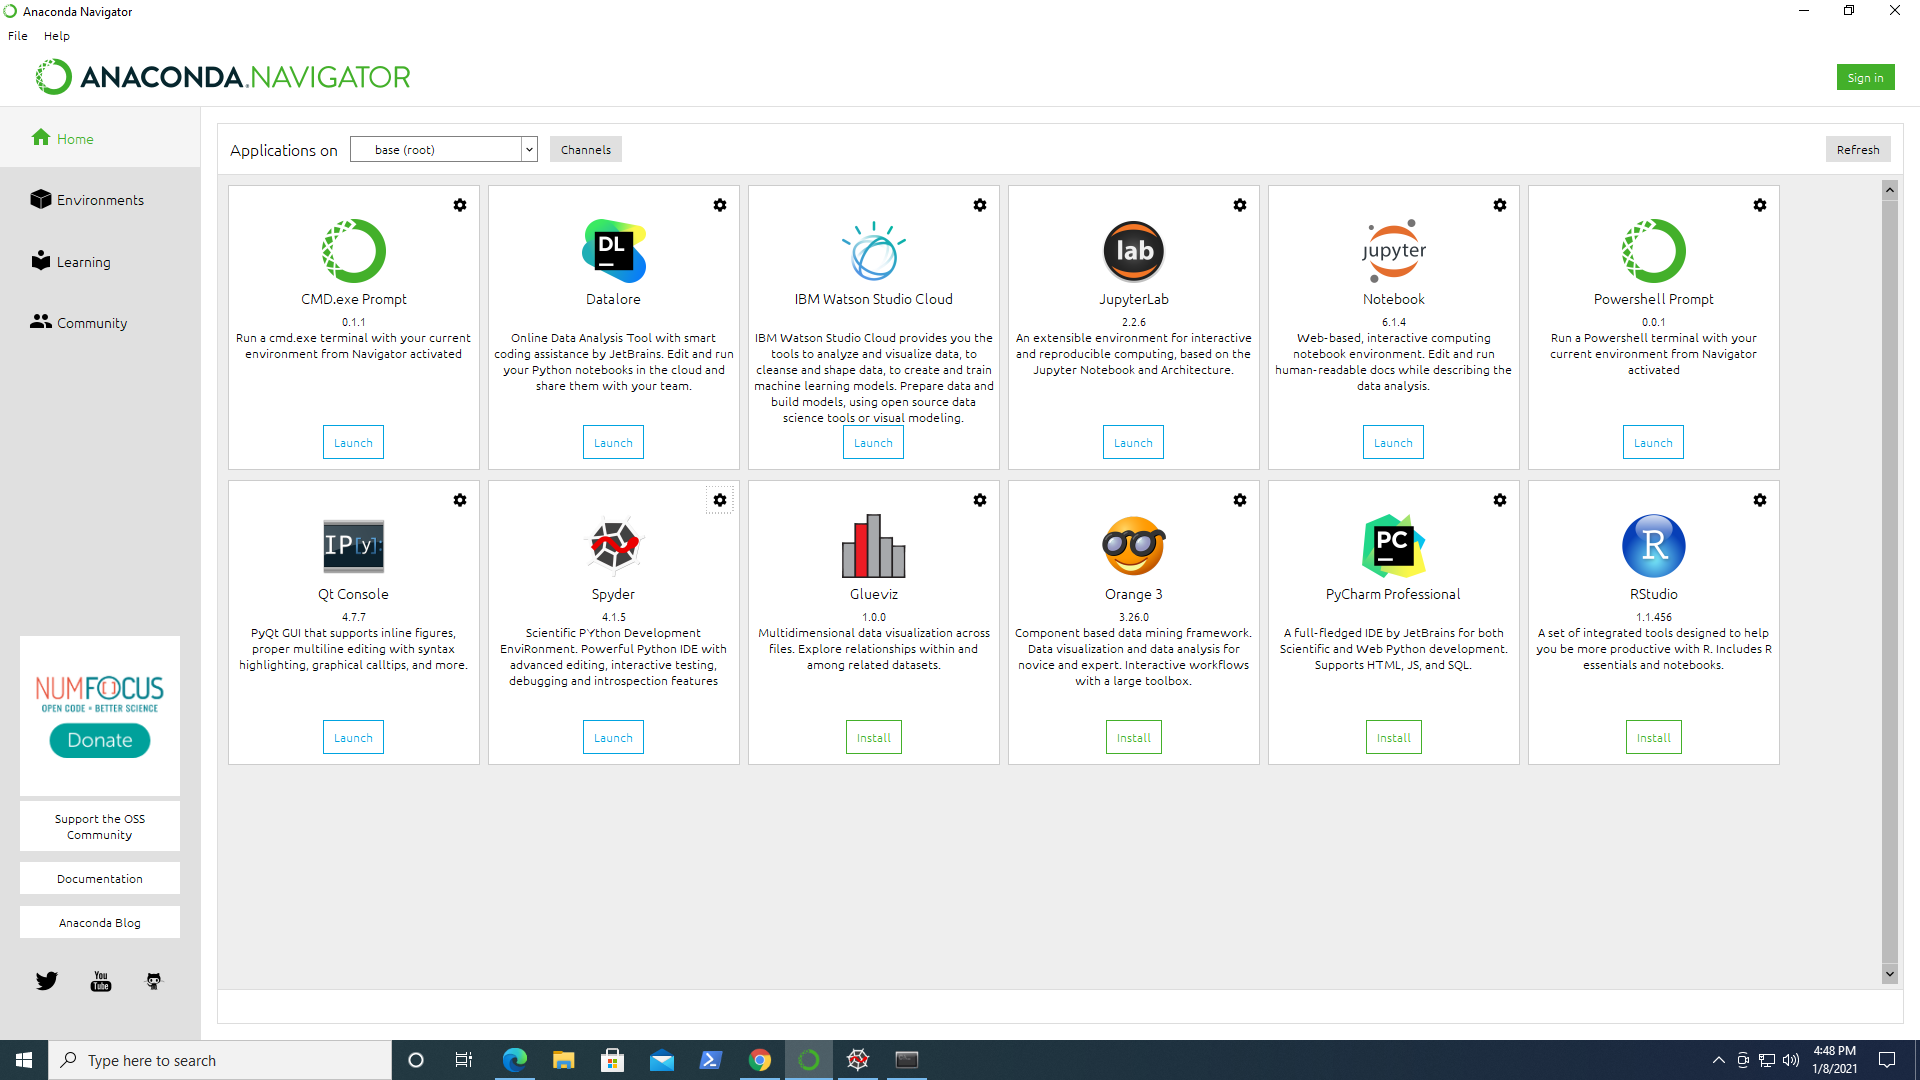 Anaconda Navigator
File Help
ANACONDA.NAVIGATOR
Sign in
Home
Environments
Learning
Community
Applications on base (root) Channels Refresh
CMD.exe Prompt
0.1.1
Run a cmd.exe terminal with your current
environment from Navigator activated
Launch
DL
Datalore
Online Data Analysis Tool with smart
coding assistance by JetBrains. Edit and run
your Python notebooks in the cloud and
share them with your team.
Launch
IBM Watson Studio Cloud
IBM Watson Studio Cloud provides you the
tools to analyze and visualize data, to
cleanse and shape data, to create and train
machine learning models. Prepare data and
build models, using open source data
science tools or visual modeling.
Launch
lab
JupyterLab
2.2.6
An extensible environment for interactive
and reproducible computing, based on the
Jupyter Notebook and Architecture.
Launch
jupyter
Notebook
6.1.4
Web-based, interactive computing
notebook environment. Edit and run
human-readable docs while describing the
data analysis.
Launch
Powershell Prompt
0.0.1
Run a Powershell terminal with your
current environment from Navigator
activated
Launch
IP[y]:
Qt Console
4.7.7
PyQt GUI that supports inline figures,
proper multiline editing with syntax
highlighting, graphical calltips, and more.
Launch
Spyder
4.1.5
Scientific PYthon Development
EnviRonment. Powerful Python IDE with
advanced editing, interactive testing,
debugging and introspection features
Launch
Glueviz
1.0.0
Multidimensional data visualization across
files. Explore relationships within and
among related datasets.
Install
Orange 3
3.26.0
Component based data mining framework.
Data visualization and data analysis for
novice and expert. Interactive workflows
with a large toolbox.
Install
PC
PyCharm Professional
A full-fledged IDE by JetBrains for both
Scientific and Web Python development.
Supports HTML, JS, and SQL.
Install
R
RStudio
1.1.456
A set of integrated tools designed to help
you be more productive with R. Includes R
essentials and notebooks.
Install
NUMFOCUS
OPEN CODE = BETTER SCIENCE
Donate
Support the OSS
Community
Documentation
Anaconda Blog
You
Tube
Type here to search
4:48 PM
1/8/2021